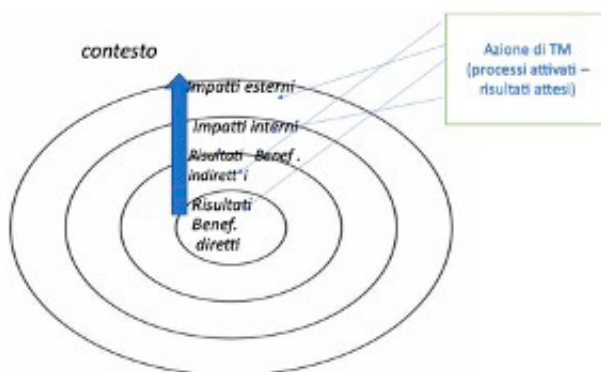 contesto
Azione di TM
(processi attivati –
risultati attesi)
Impatti esterni
Impatti interni
Risultati Benef.
indirett i
Risultati
Benef.
diretti